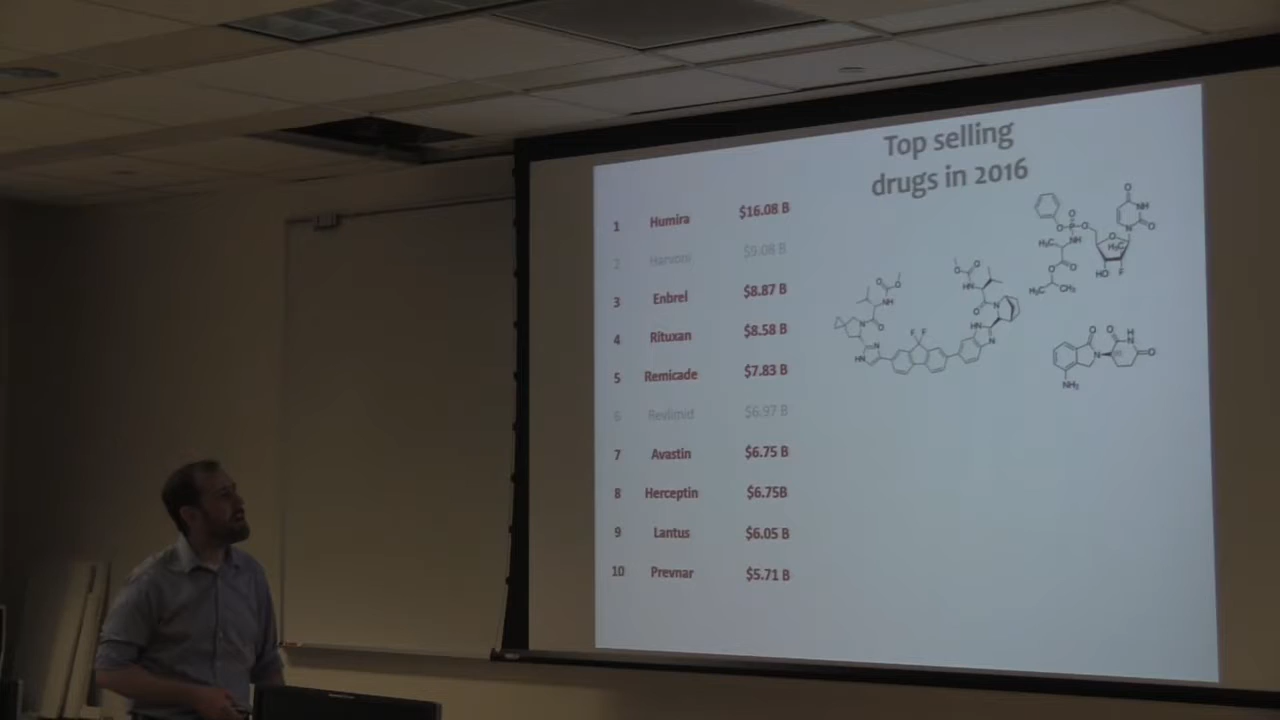 Top selling
drugs in 2016
1 Humira $16.08 B
2 Harvoni $9.08 B
3 Enbrel $8.87 B
4 Rituxan $8.58 B
5 Remicade $7.83 B
6 Revlimid $6.97 B
7 Avastin $6.75 B
8 Herceptin $6.75B
9 Lantus $6.05 B
10 Prevnar $5.71 B